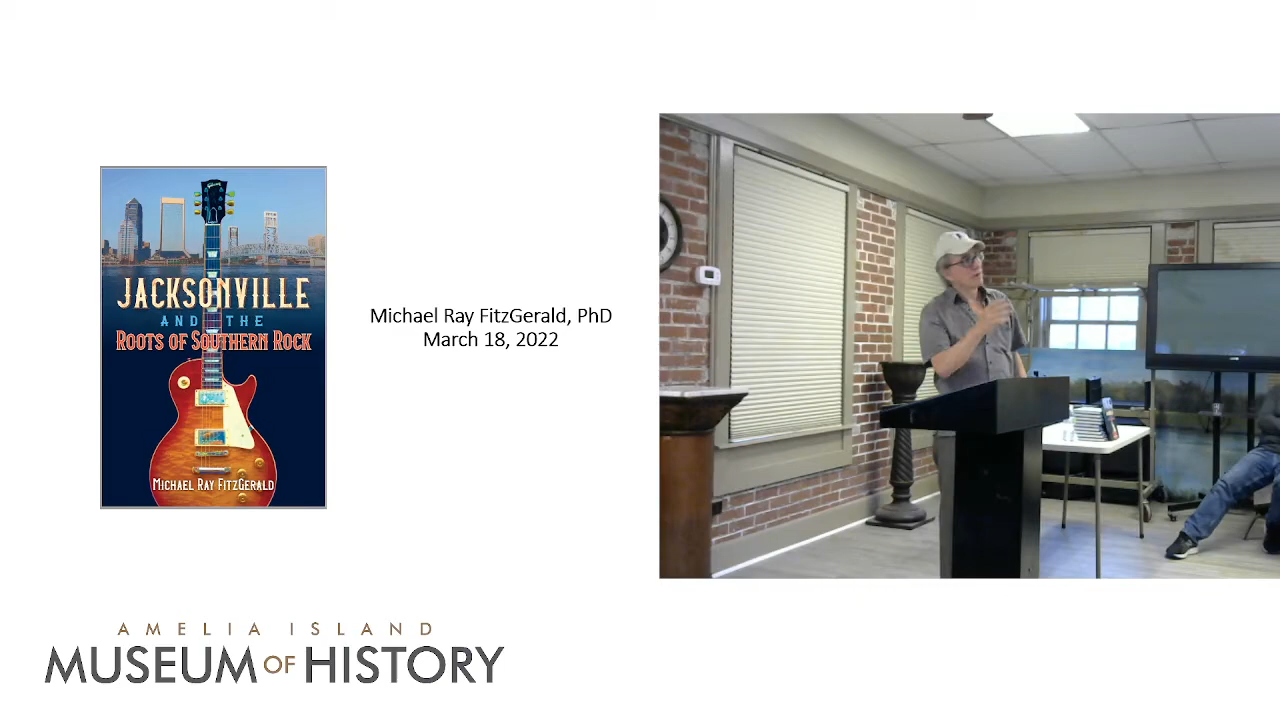 Gibson
JACKSONVILLE
AND THE
ROOTS OF SOUTHERN ROCK
MICHAEL RAY FITZGERALD
Michael Ray FitzGerald, PhD
March 18, 2022
AMELIA ISLAND
MUSEUM OF HISTORY